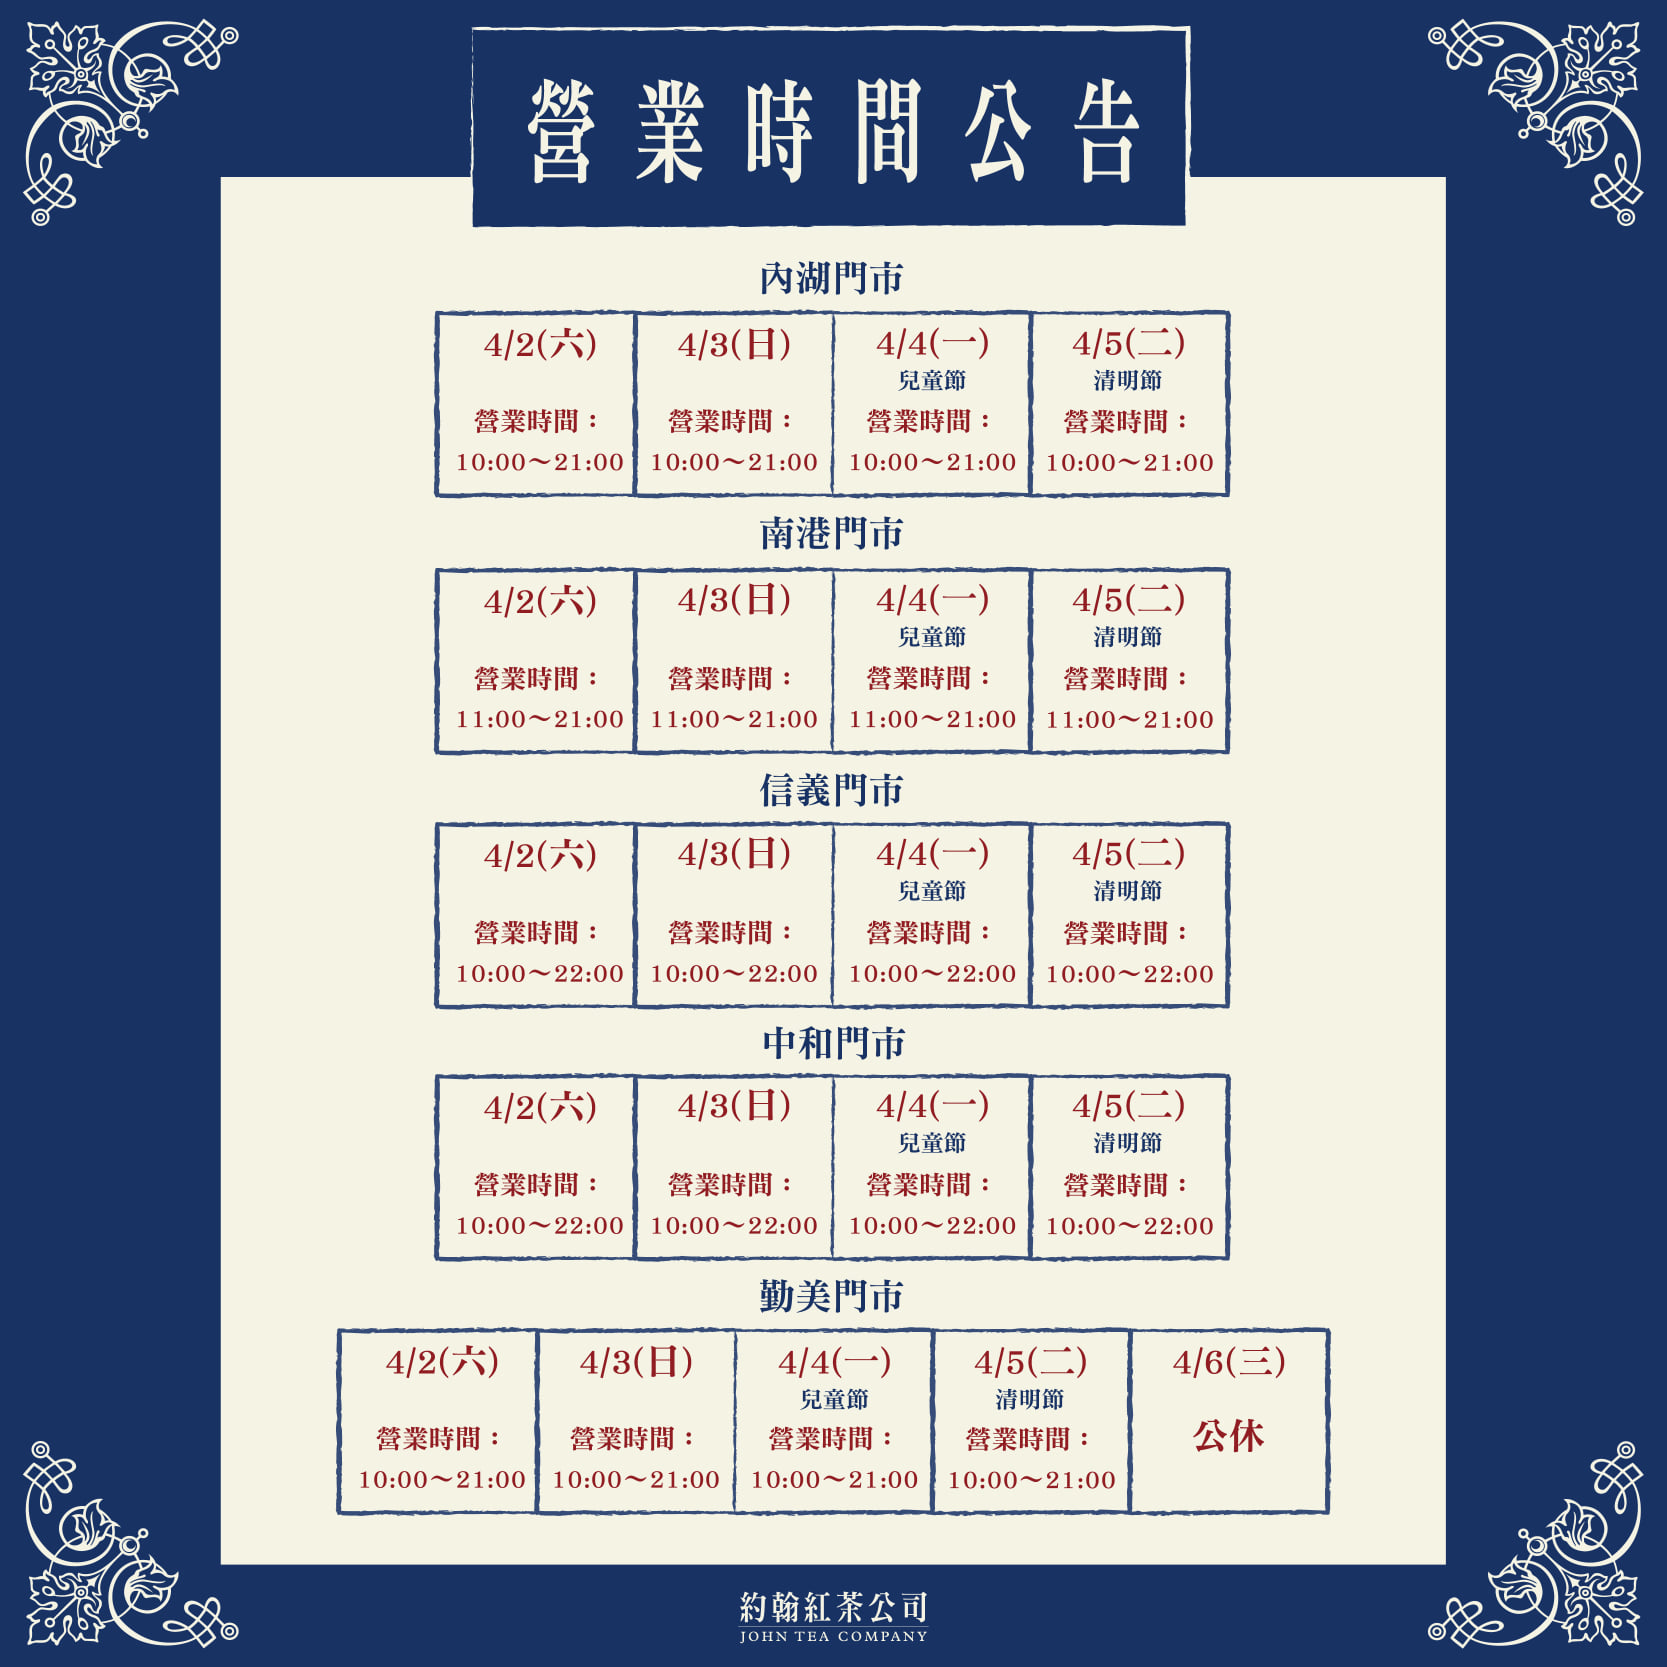 營業時間公告
內湖門市
4/2(六) 4/3(日) 4/4(一) 4/5(二)
兒童節 清明節
營業時間： 營業時間： 營業時間： 營業時間：
10:00～21:00 10:00～21:00 10:00～21:00 10:00～21:00
南港門市
4/2(六) 4/3(日) 4/4(一) 4/5(二)
兒童節 清明節
營業時間： 營業時間： 營業時間： 營業時間：
11:00～21:00 11:00～21:00 11:00～21:00 11:00～21:00
信義門市
4/2(六) 4/3(日) 4/4(一) 4/5(二)
兒童節 清明節
營業時間： 營業時間： 營業時間： 營業時間：
10:00～22:00 10:00～22:00 10:00～22:00 10:00～22:00
中和門市
4/2(六) 4/3(日) 4/4(一) 4/5(二)
兒童節 清明節
營業時間： 營業時間： 營業時間： 營業時間：
10:00～22:00 10:00～22:00 10:00～22:00 10:00～22:00
勤美門市
4/2(六) 4/3(日) 4/4(一) 4/5(二) 4/6(三)
兒童節 清明節
營業時間： 營業時間： 營業時間： 營業時間： 公休
10:00～21:00 10:00～21:00 10:00～21:00 10:00～21:00
約翰紅茶公司
JOHN TEA COMPANY